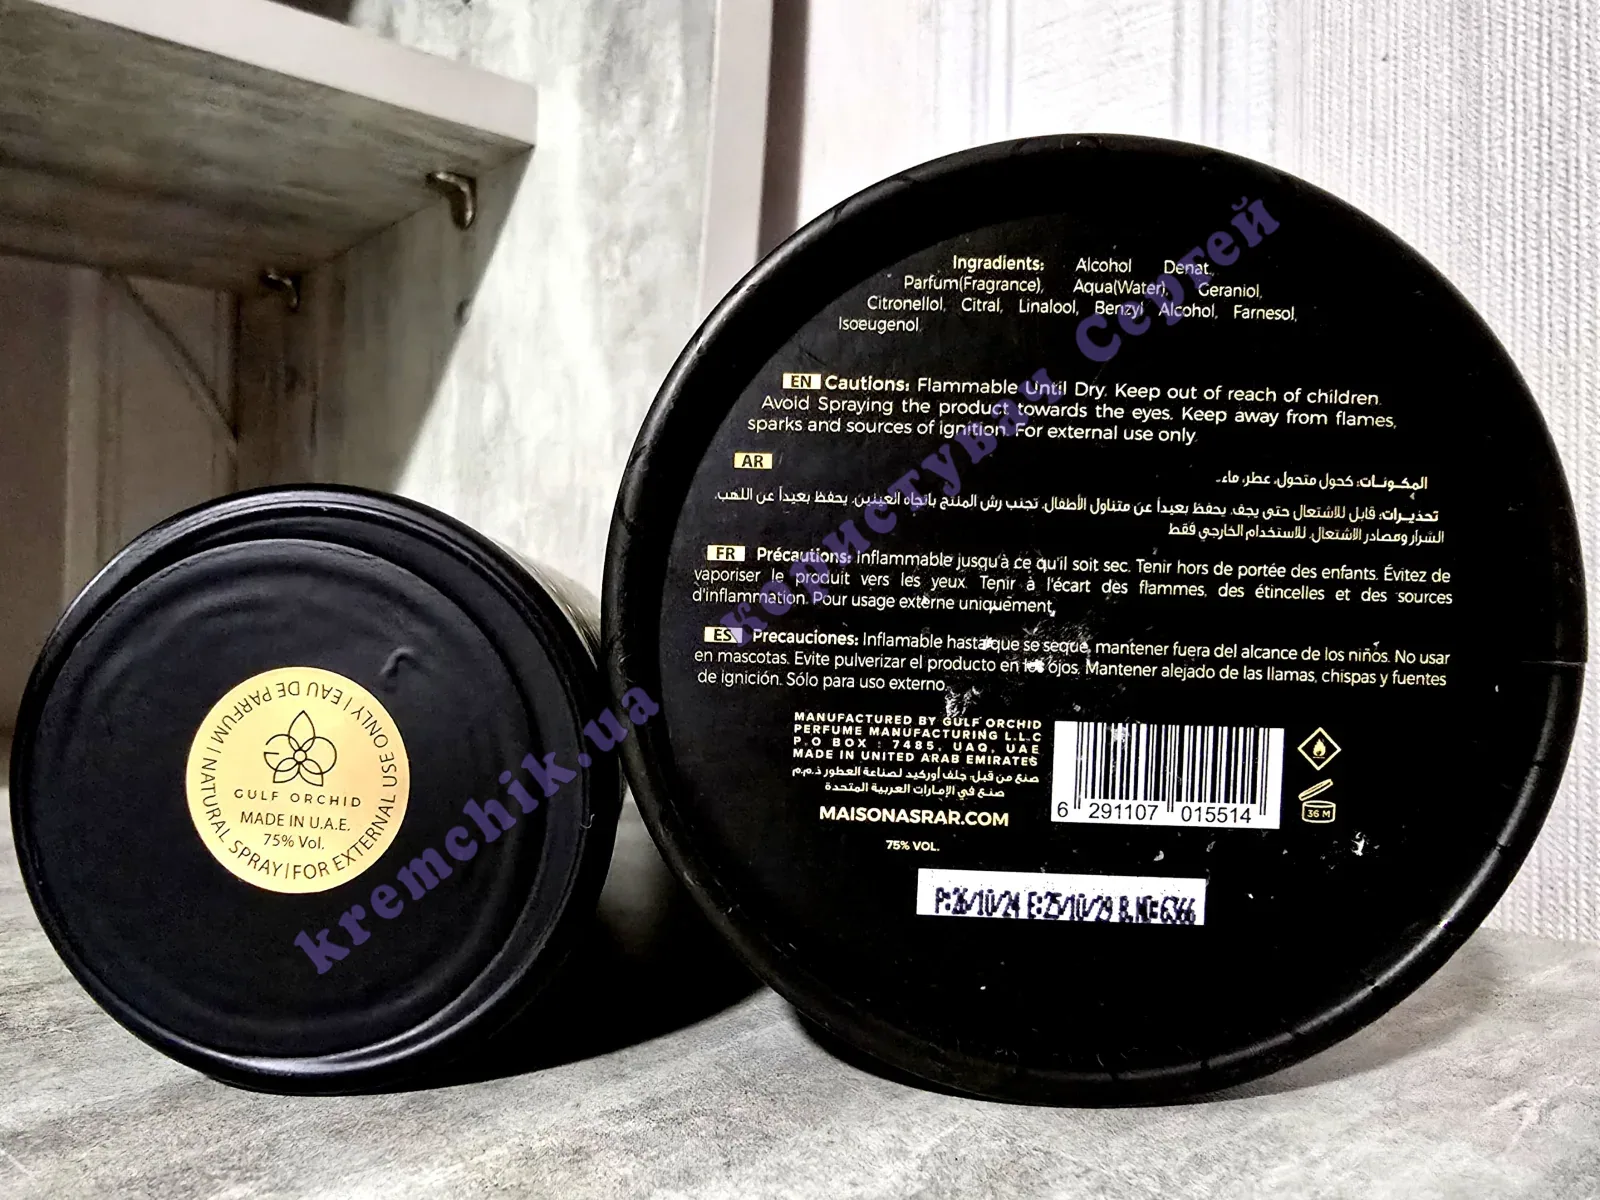 EAU DE PARFUM | NATURAL SPRAY | FOR EXTERNAL USE ONLY |
GULF ORCHID
MADE IN U.A.E.
75% Vol.
Ingradients: Alcohol Denat.,
Parfum(Fragrance), Aqua(Water), Geraniol,
Citronellol, Citral, Linalool, Benzyl Alcohol, Farnesol,
Isoeugenol
EN Cautions: Flammable Until Dry. Keep out of reach of children.
Avoid Spraying the product towards the eyes. Keep away from flames,
sparks and sources of ignition. For external use only.
AR
المكونات: كحول متحول، عطر، ماء.
تحذيرات: قابل للاشتعال حتى يجف. يحفظ بعيداً عن متناول الأطفال. تجنب رش المنتج باتجاه العينين. يحفظ بعيداً عن اللهب،
الشرار ومصادر الاشتعال. للاستخدام الخارجي فقط
FR Précautions: Inflammable jusqu'à ce qu'il soit sec. Tenir hors de portée des enfants. Évitez de
vaporiser le produit vers les yeux. Tenir à l'écart des flammes, des étincelles et des sources
d'inflammation. Pour usage externe uniquement.
ES Precauciones: Inflamable hasta que se seque, mantener fuera del alcance de los niños. No usar
en mascotas. Evite pulverizar el producto en los ojos. Mantener alejado de las llamas, chispas y fuentes
de ignición. Sólo para uso externo.
MANUFACTURED BY GULF ORCHID
PERFUME MANUFACTURING L.L.C
P.O BOX : 7485, UAQ, UAE
MADE IN UNITED ARAB EMIRATES
صنع من قبل: جلف أوركيد لصناعة العطور ذ.م.م
صنع في الإمارات العربية المتحدة
MAISONASRAR.COM
75% VOL.
6 291107 015514
36 M
P:26/10/24 E:25/10/29 B.NO:6366
kremchik.ua користувач Сергей